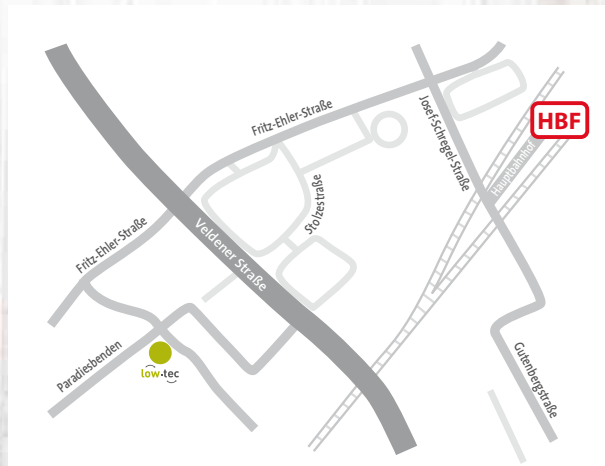 Fritz-Ehler-Straße
Josef-Schregel-Straße
HBF
Hauptbahnhof
Stolzestraße
Fritz-Ehler-Straße
Veldener Straße
Paradiesbenden
low-tec
Gutenbergstraße